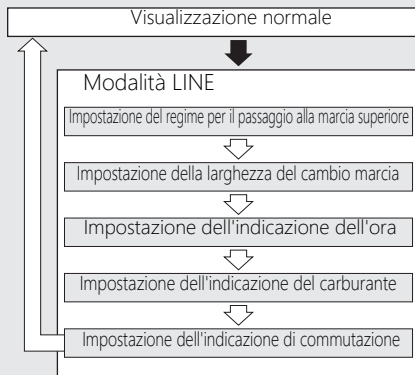 Visualizzazione normale
Modalità LINE
Impostazione del regime per il passaggio alla marcia superiore
Impostazione della larghezza del cambio marcia
Impostazione dell'indicazione dell'ora
Impostazione dell'indicazione del carburante
Impostazione dell'indicazione di commutazione